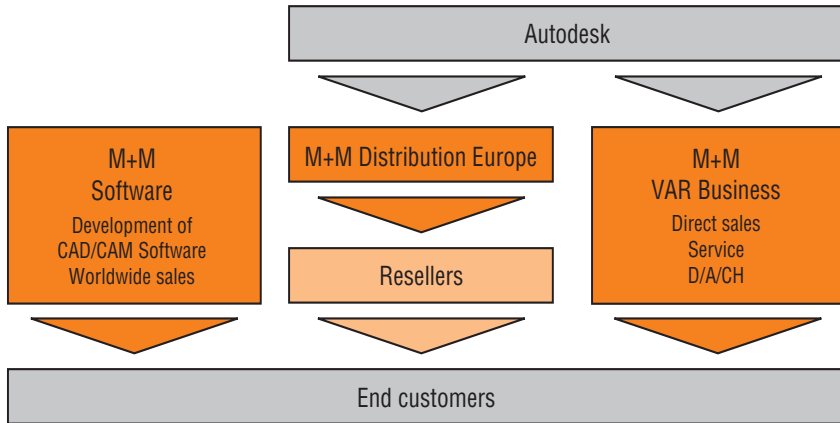 Autodesk
M+M
Software
Development of
CAD/CAM Software
Worldwide sales
M+M Distribution Europe
Resellers
M+M
VAR Business
Direct sales
Service
D/A/CH
End customers